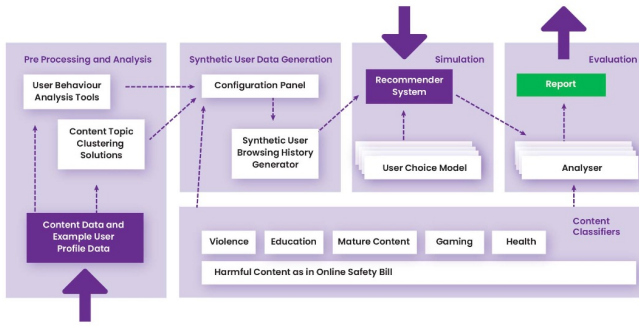 Pre Processing and Analysis
User Behaviour
Analysis Tools
Content Topic
Clustering
Solutions
Content Data and
Example User
Profile Data
Synthetic User Data Generation
Configuration Panel
Synthetic User
Browsing History
Generator
Simulation
Recommender
System
User Choice Model
Evaluation
Report
Analyser
Content
Classifiers
Violence
Education
Mature Content
Gaming
Health
Harmful Content as in Online Safety Bill